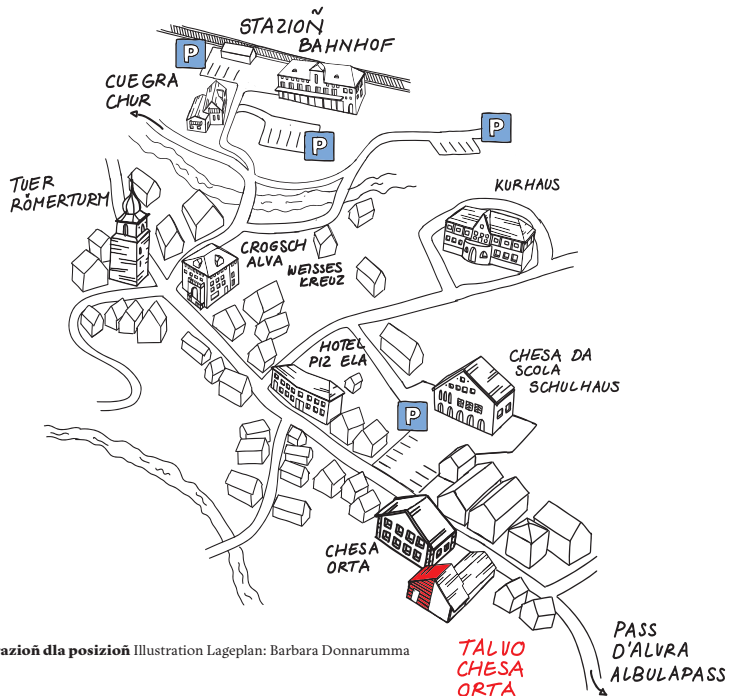 STAZIOÑ
BAHNHOF
P
CUEGRA
CHUR
P
P
TUER
RÖMERTURM
KURHAUS
CROGSCH
ALVA
WEISSES
KREUZ
HOTEL
PIZ ELA
CHESA DA
SCOLA
SCHULHAUS
P
CHESA
ORTA
TALVO
CHESA
ORTA
PASS
D'ALVRA
ALBULAPASS
razioñ dla posizioñ Illustration Lageplan: Barbara Donnarumma